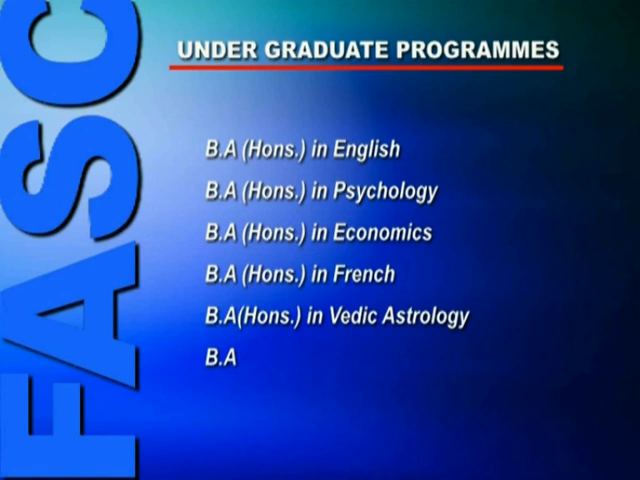 FASC
UNDER GRADUATE PROGRAMMES
B.A (Hons.) in English
B.A (Hons.) in Psychology
B.A (Hons.) in Economics
B.A (Hons.) in French
B.A(Hons.) in Vedic Astrology
B.A